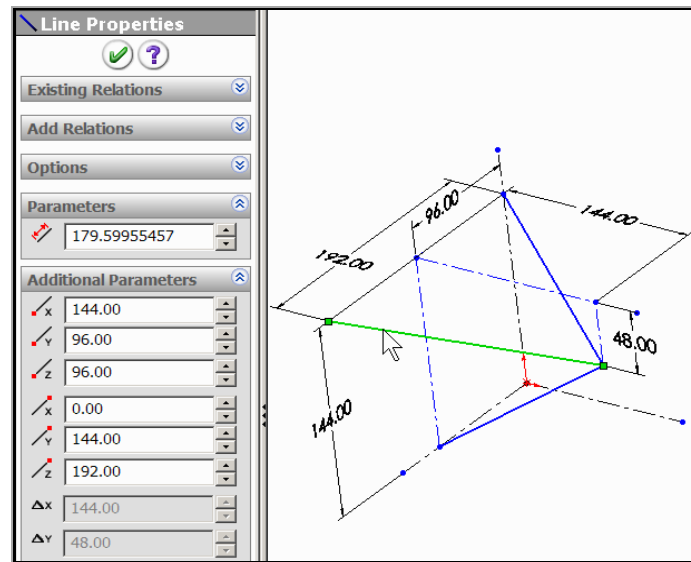 Line Properties
?
Existing Relations
Add Relations
Options
Parameters
179.59955457
Additional Parameters
X 144.00
Y 96.00
Z 96.00
X 0.00
Y 144.00
Z 192.00
ΔX 144.00
ΔY 48.00
96.00
144.00
192.00
48.00
144.00